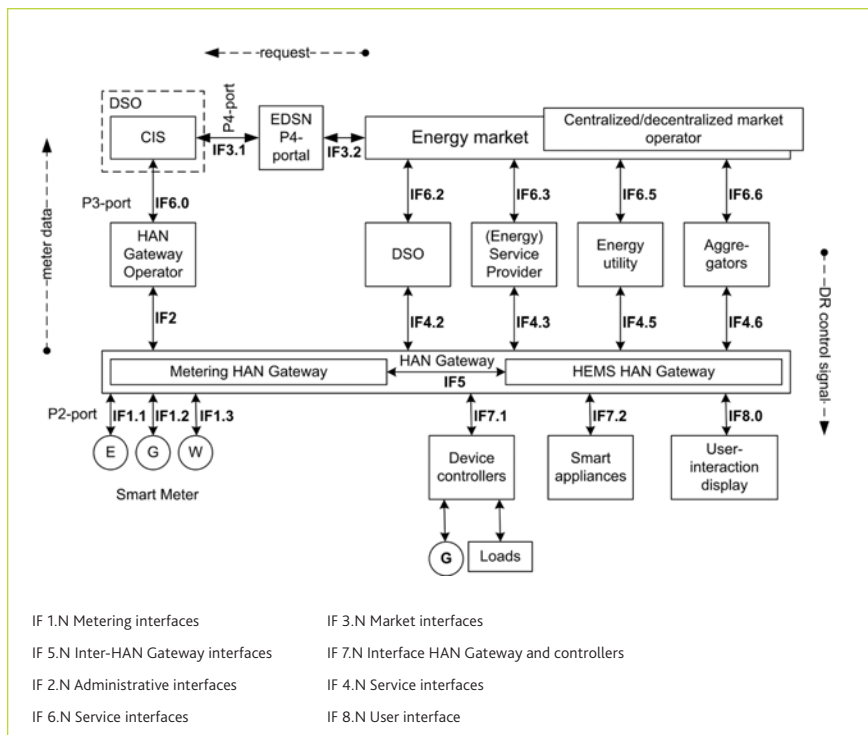 request
DSO
CIS
P4-port
IF3.1
EDSN
P4-
portal
IF3.2
Energy market
Centralized/decentralized market
operator
meter data
P3-port
IF6.0
IF6.2
IF6.3
IF6.5
IF6.6
HAN
Gateway
Operator
DSO
(Energy)
Service
Provider
Energy
utility
Aggre-
gators
DR control signal
IF2
IF4.2
IF4.3
IF4.5
IF4.6
Metering HAN Gateway
HAN Gateway
IF5
HEMS HAN Gateway
P2-port
IF1.1
IF1.2
IF1.3
IF7.1
IF7.2
IF8.0
E
G
W
Smart Meter
Device
controllers
Smart
appliances
User-
interaction
display
G
Loads
IF 1.N Metering interfaces
IF 3.N Market interfaces
IF 5.N Inter-HAN Gateway interfaces
IF 7.N Interface HAN Gateway and controllers
IF 2.N Administrative interfaces
IF 4.N Service interfaces
IF 6.N Service interfaces
IF 8.N User interface